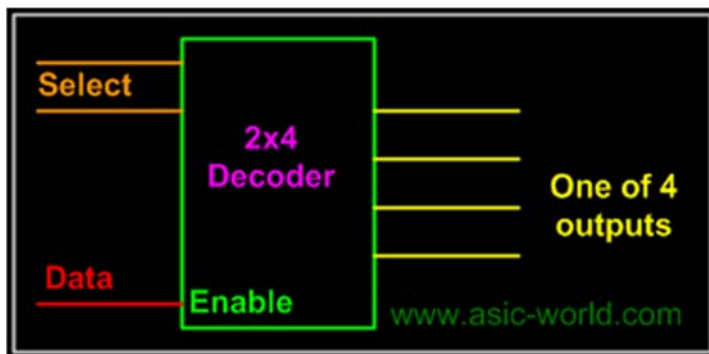 Select
2x4
Decoder
One of 4
outputs
Data
Enable
www.asic-world.com